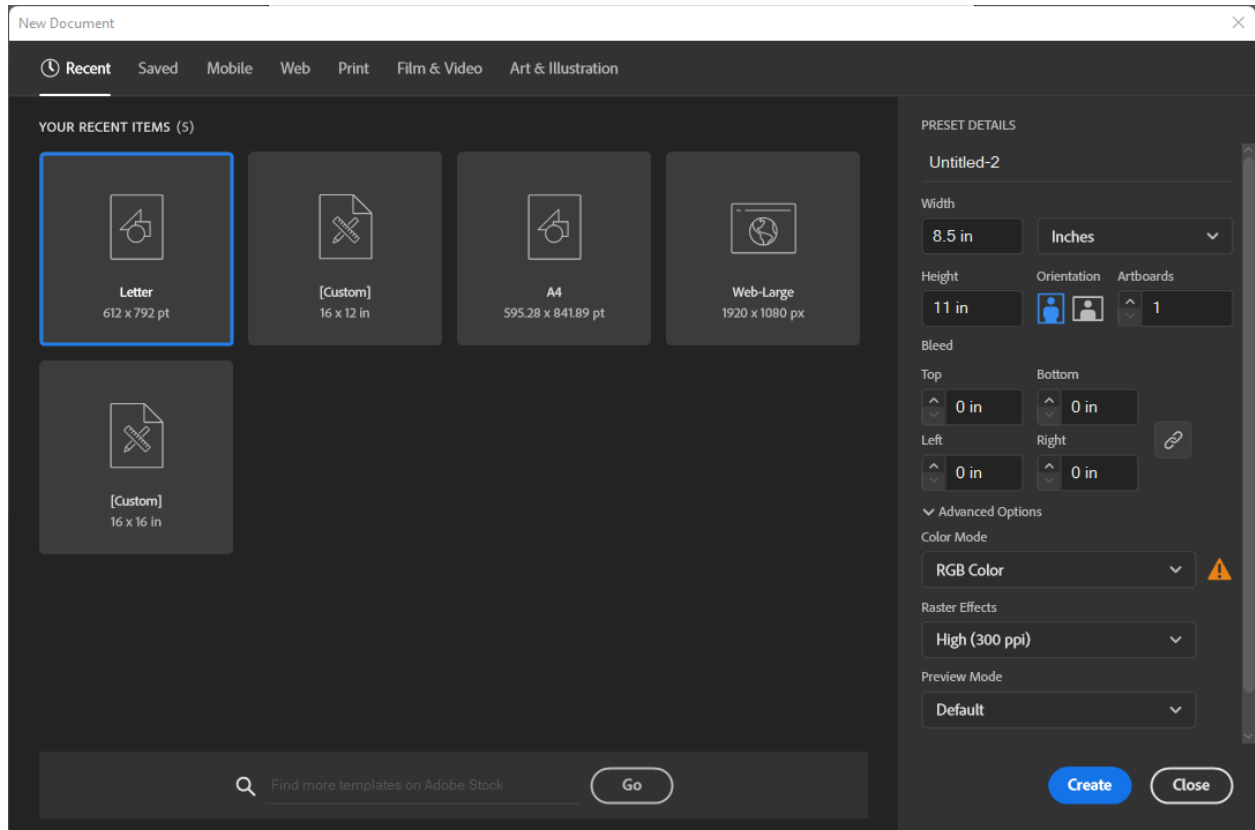 New Document
Recent Saved Mobile Web Print Film & Video Art & Illustration
YOUR RECENT ITEMS (5)
Letter
612 x 792 pt
[Custom]
16 x 12 in
A4
595.28 x 841.89 pt
Web-Large
1920 x 1080 px
[Custom]
16 x 16 in
Find more templates on Adobe Stock
Go
PRESET DETAILS
Untitled-2
Width
8.5 in Inches
Height Orientation Artboards
11 in 1
Bleed
Top Bottom
0 in 0 in
Left Right
0 in 0 in
Advanced Options
Color Mode
RGB Color
Raster Effects
High (300 ppi)
Preview Mode
Default
Create Close